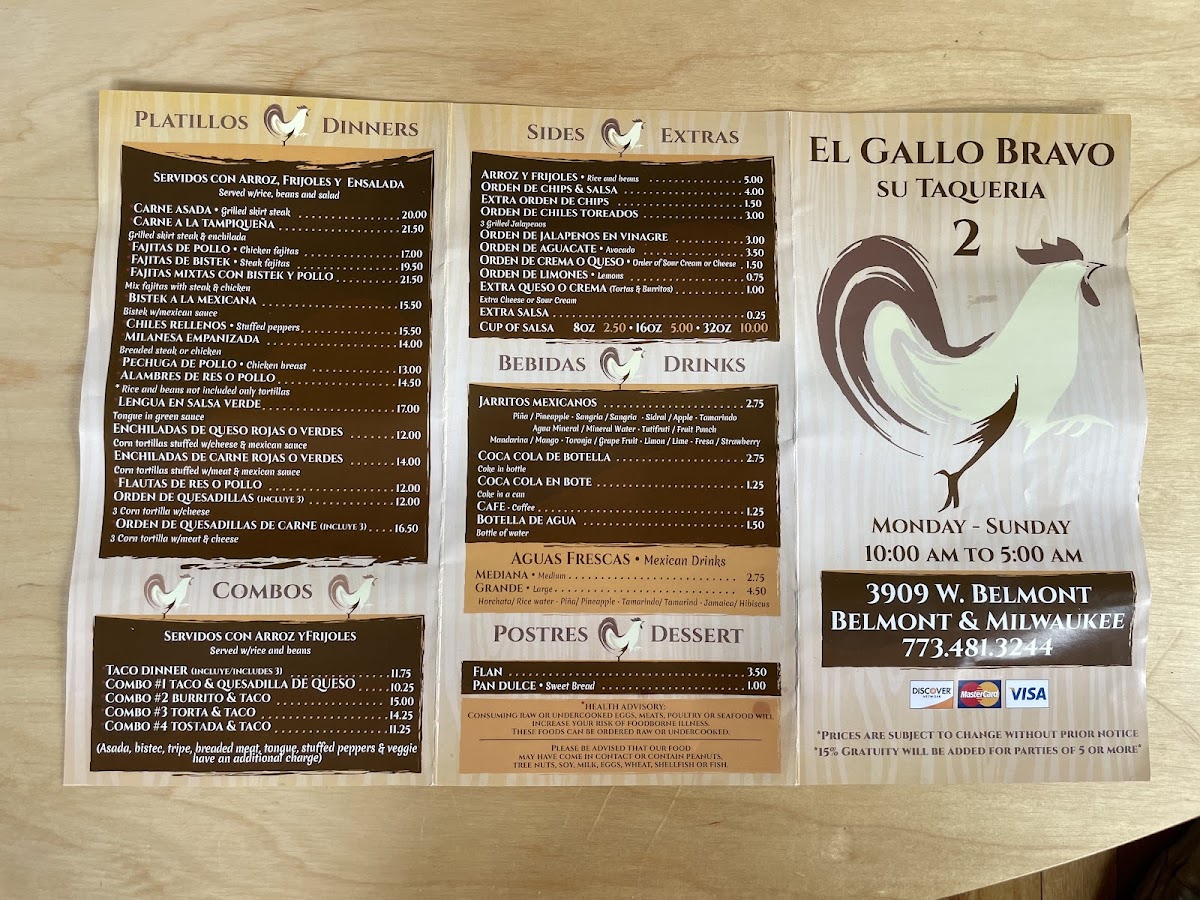 PLATILLOS DINNERS
SERVIDOS CON ARROZ, FRIJOLES Y ENSALADA
Served w/rice, beans and salad
CARNE ASADA • Grilled skirt steak 20.00
CARNE A LA TAMPIQUEÑA 21.50
Grilled skirt steak & enchilada
FAJITAS DE POLLO • Chicken fajitas 17.00
FAJITAS DE BISTEK • Steak fajitas 19.50
FAJITAS MIXTAS CON BISTEK Y POLLO 21.50
Mix fajitas with steak & chicken
BISTEK A LA MEXICANA 15.50
Bistek w/mexican sauce
CHILES RELLENOS • Stuffed peppers 15.50
MILANESA EMPANIZADA 14.00
Breaded steak or chicken
PECHUGA DE POLLO • Chicken breast 13.00
ALAMBRES DE RES O POLLO 14.50
* Rice and beans not included only tortillas
LENGUA EN SALSA VERDE 17.00
Tongue in green sauce
ENCHILADAS DE QUESO ROJAS O VERDES 12.00
Corn tortillas stuffed w/cheese & mexican sauce
ENCHILADAS DE CARNE ROJAS O VERDES 14.00
Corn tortillas stuffed w/meat & mexican sauce
FLAUTAS DE RES O POLLO 12.00
ORDEN DE QUESADILLAS (INCLUYE 3) 12.00
3 Corn tortilla w/cheese
ORDEN DE QUESADILLAS DE CARNE (INCLUYE 3) 16.50
3 Corn tortilla w/meat & cheese
COMBOS
SERVIDOS CON ARROZ YFRIJOLES
Served w/rice and beans
TACO DINNER (INCLUYE/INCLUDES 3) 11.75
COMBO #1 TACO & QUESADILLA DE QUESO 10.25
COMBO #2 BURRITO & TACO 15.00
COMBO #3 TORTA & TACO 14.25
COMBO #4 TOSTADA & TACO 11.25
(Asada, bistec, tripe, breaded meat, tongue, stuffed peppers & veggie
have an additional charge)
SIDES EXTRAS
ARROZ Y FRIJOLES • Rice and beans 5.00
ORDEN DE CHIPS & SALSA 4.00
EXTRA ORDEN DE CHIPS 1.50
ORDEN DE CHILES TOREADOS 3.00
3 Grilled Jalapenos
ORDEN DE JALAPENOS EN VINAGRE 3.00
ORDEN DE AGUACATE • Avocado 3.50
ORDEN DE CREMA O QUESO • Order of Sour Cream or Cheese 1.50
ORDEN DE LIMONES • Lemons 0.75
EXTRA QUESO O CREMA (Tortas & Burritos) 1.00
Extra Cheese or Sour Cream
EXTRA SALSA 0.25
CUP OF SALSA 8OZ 2.50 • 16OZ 5.00 • 32OZ 10.00
BEBIDAS DRINKS
JARRITOS MEXICANOS 2.75
Piña / Pineapple - Sangria / Sangria - Sidral / Apple - Tamarindo
Agua Mineral / Mineral Water - Tutifruti / Fruit Punch
Mandarina / Mango - Toronja / Grape Fruit - Limon / Lime - Fresa / Strawberry
COCA COLA DE BOTELLA 2.75
Coke in bottle
COCA COLA EN BOTE 1.25
Coke in a can
CAFE - Coffee 1.25
BOTELLA DE AGUA 1.50
Bottle of water
AGUAS FRESCAS • Mexican Drinks
MEDIANA • Medium 2.75
GRANDE • Large 4.50
Horchata/ Rice water - Piña/ Pineapple - Tamarindo/ Tamarind - Jamaica/ Hibiscus
POSTRES DESSERT
FLAN 3.50
PAN DULCE • Sweet Bread 1.00
*HEALTH ADVISORY:
CONSUMING RAW OR UNDERCOOKED EGGS, MEATS, POULTRY OR SEAFOOD WILL
INCREASE YOUR RISK OF FOODBORNE ILLNESS.
THESE FOODS CAN BE ORDERED RAW OR UNDERCOOKED.
PLEASE BE ADVISED THAT OUR FOOD
MAY HAVE COME IN CONTACT OR CONTAIN PEANUTS,
TREE NUTS, SOY, MILK, EGGS, WHEAT, SHELLFISH OR FISH.
EL GALLO BRAVO
SU TAQUERIA
2
MONDAY - SUNDAY
10:00 AM TO 5:00 AM
3909 W. BELMONT
BELMONT & MILWAUKEE
773.481.3244
DISCOVER NETWORK MasterCard VISA
*PRICES ARE SUBJECT TO CHANGE WITHOUT PRIOR NOTICE
*15% GRATUITY WILL BE ADDED FOR PARTIES OF 5 OR MORE*